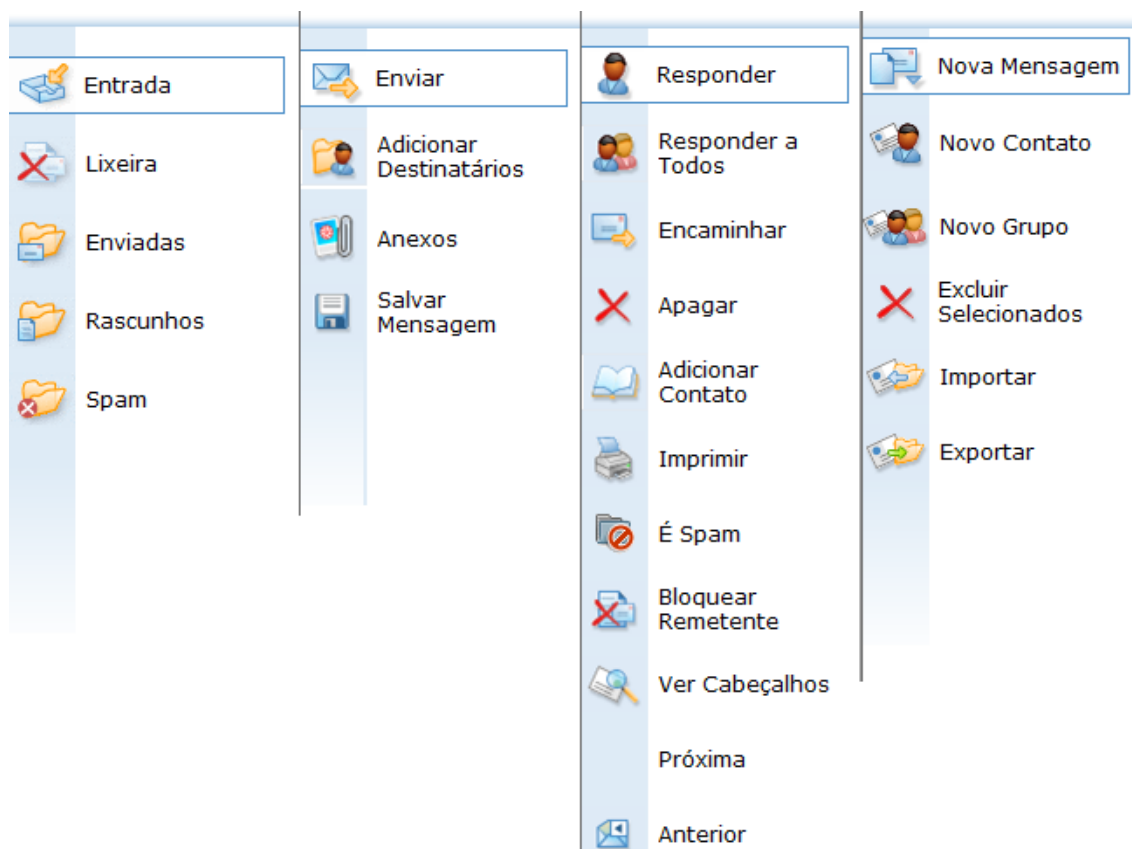 Entrada
Lixeira
Enviadas
Rascunhos
Spam
Enviar
Adicionar
Destinatários
Anexos
Salvar
Mensagem
Responder
Responder a
Todos
Encaminhar
Apagar
Adicionar
Contato
Imprimir
É Spam
Bloquear
Remetente
Ver Cabeçalhos
Próxima
Anterior
Nova Mensagem
Novo Contato
Novo Grupo
Excluir
Selecionados
Importar
Exportar